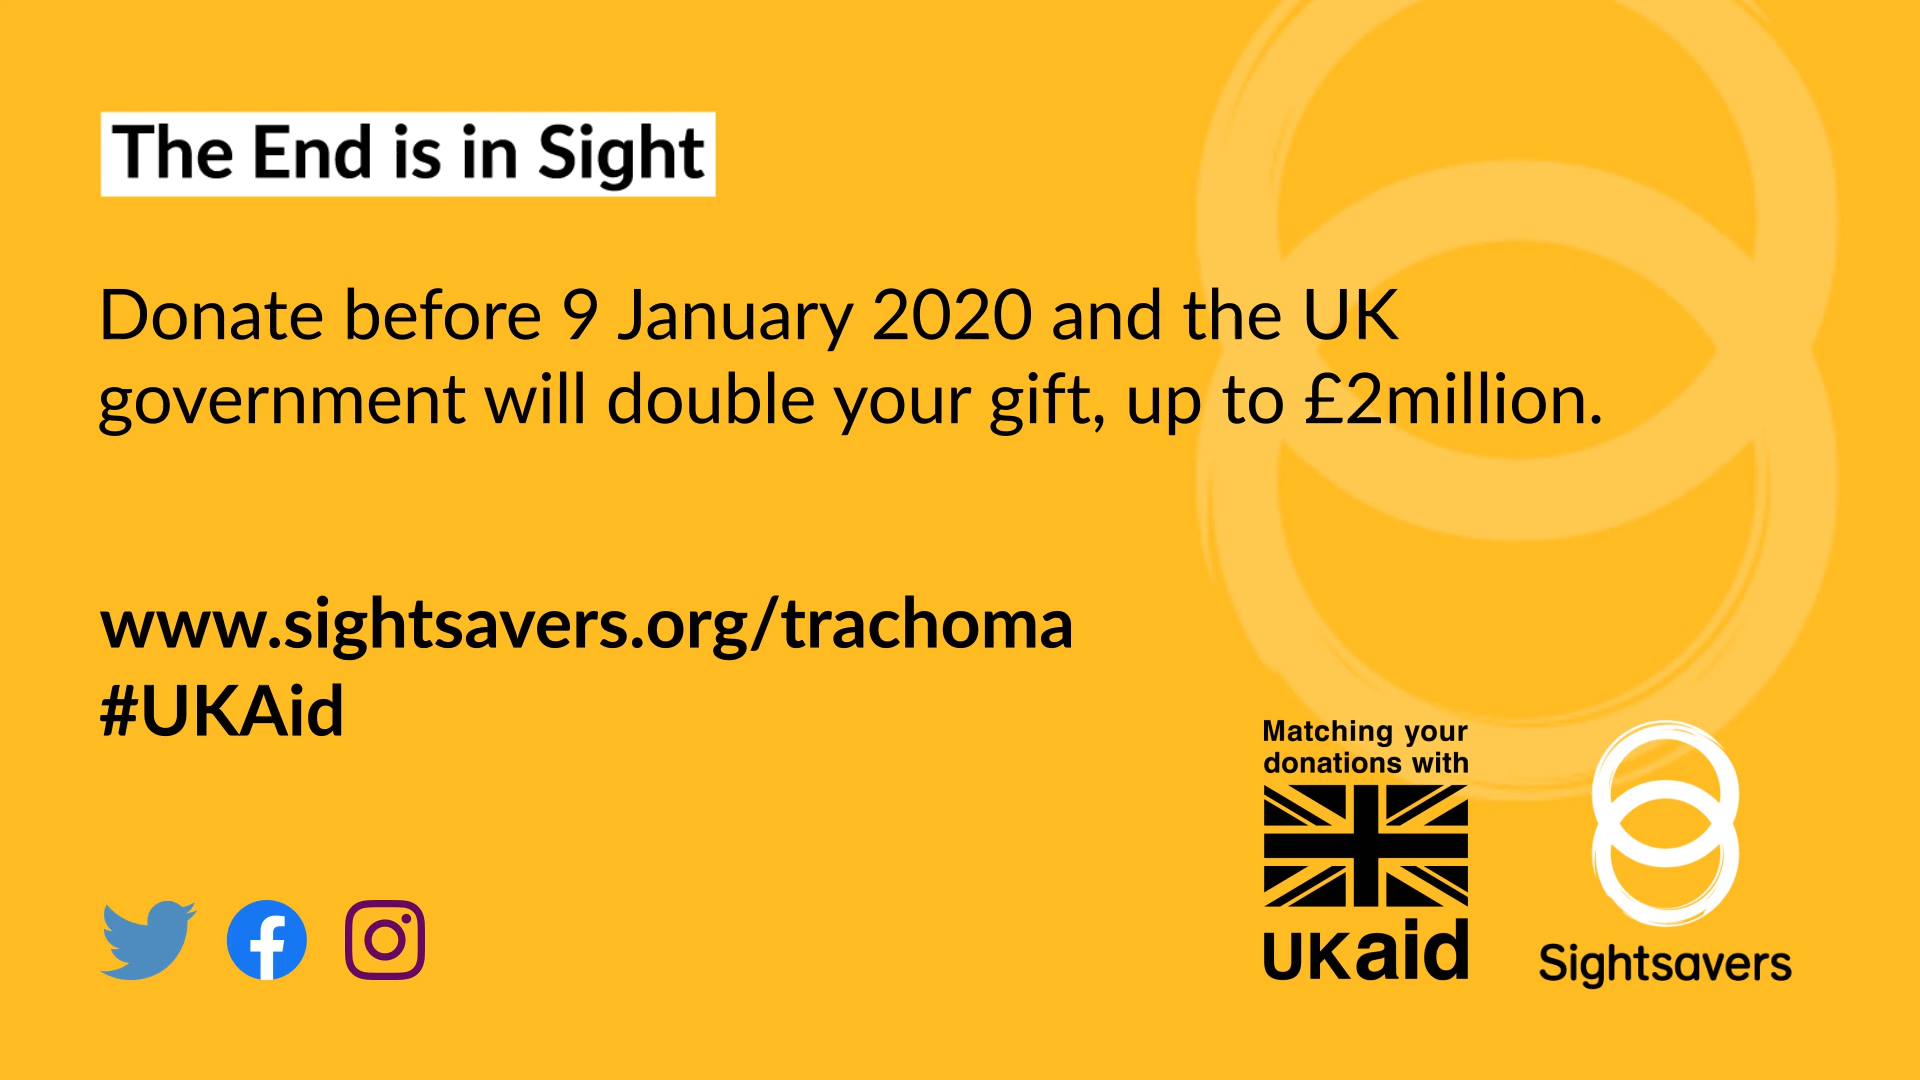 The End is in Sight
Donate before 9 January 2020 and the UK
government will double your gift, up to £2million.
www.sightsavers.org/trachoma
#UKAid
Matching your
donations with
UKaid
Sightsavers